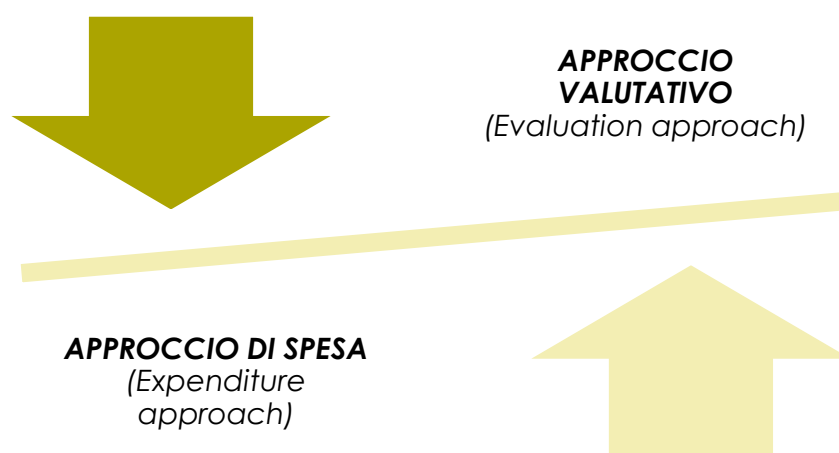 APPROCCIO
VALUTATIVO
(Evaluation approach)
APPROCCIO DI SPESA
(Expenditure
approach)